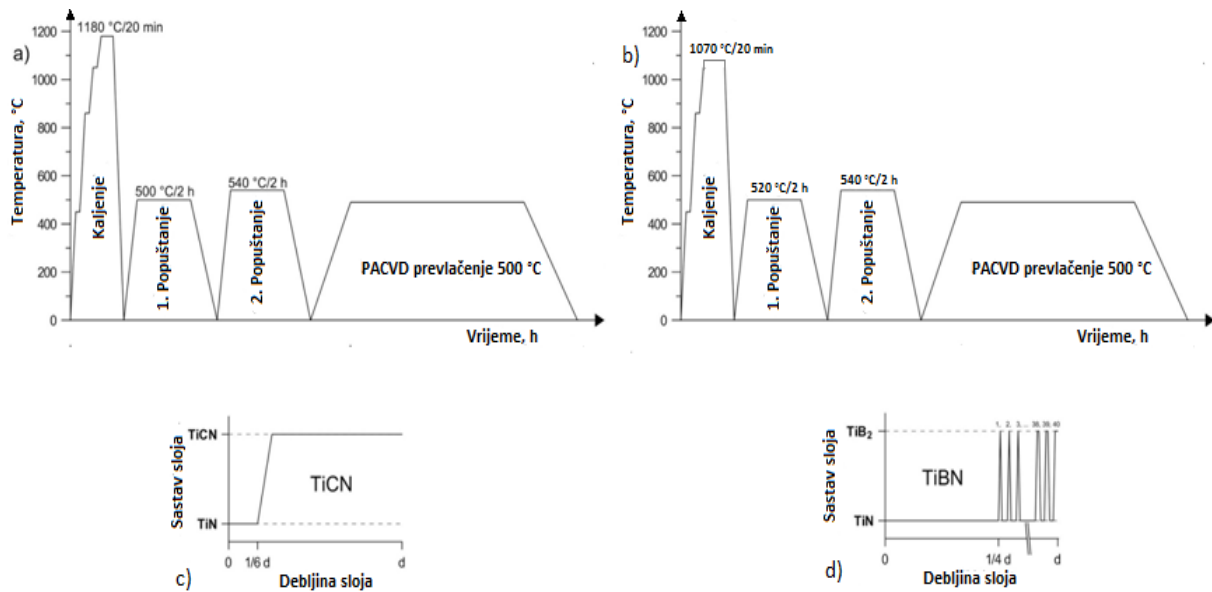 a)
1180 °C/20 min
1200
1000
800
600
400
200
0
Temperatura, °C
Kaljenje
500 °C/2 h
1. Popuštanje
540 °C/2 h
2. Popuštanje
PACVD prevlačenje 500 °C
Vrijeme, h
b)
1070 °C/20 min
1200
1000
800
600
400
200
0
Temperatura, °C
Kaljenje
520 °C/2 h
1. Popuštanje
540 °C/2 h
2. Popuštanje
PACVD prevlačenje 500 °C
Vrijeme, h
c)
Sastav sloja
TiCN
TiCN
TiN
0
1/6 d
d
Debljina sloja
d)
Sastav sloja
TiB2
1, 2, 3,... 38, 39, 40
TiBN
TiN
0
1/4 d
d
Debljina sloja